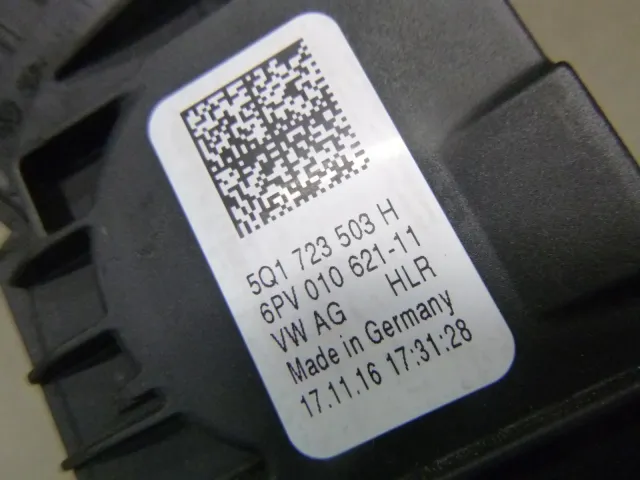 5Q1 723 503 H
6PV 010 621-11
VW AG HLR
Made in Germany
17.11.16 17:31:28